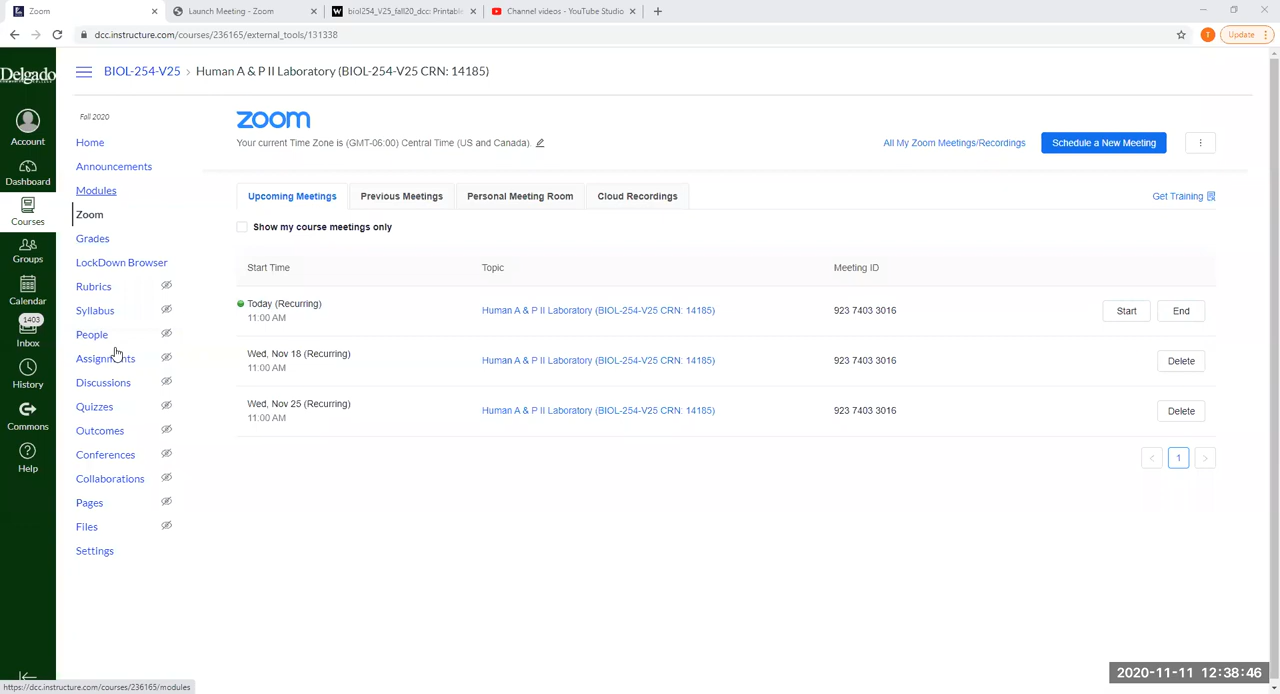 Zoom
Launch Meeting - Zoom
biol254_V25_fall20_dcc: Printable
Channel videos - YouTube Studio
dcc.instructure.com/courses/236165/external_tools/131338
T
Update
Delgado
BIOL-254-V25 › Human A & P II Laboratory (BIOL-254-V25 CRN: 14185)
Account
Dashboard
Courses
Groups
Calendar
1403
Inbox
History
Commons
Help
Fall 2020
Home
Announcements
Modules
Zoom
Grades
LockDown Browser
Rubrics
Syllabus
People
Assignments
Discussions
Quizzes
Outcomes
Conferences
Collaborations
Pages
Files
Settings
zoom
Your current Time Zone is (GMT-06:00) Central Time (US and Canada).
All My Zoom Meetings/Recordings
Schedule a New Meeting
Upcoming Meetings
Previous Meetings
Personal Meeting Room
Cloud Recordings
Get Training
Show my course meetings only
Start Time Topic Meeting ID
Today (Recurring)
11:00 AM
Human A & P II Laboratory (BIOL-254-V25 CRN: 14185) 923 7403 3016 Start End
Wed, Nov 18 (Recurring)
11:00 AM
Human A & P II Laboratory (BIOL-254-V25 CRN: 14185) 923 7403 3016 Delete
Wed, Nov 25 (Recurring)
11:00 AM
Human A & P II Laboratory (BIOL-254-V25 CRN: 14185) 923 7403 3016 Delete
< 1 >
2020-11-11 12:38:46
https://dcc.instructure.com/courses/236165/modules